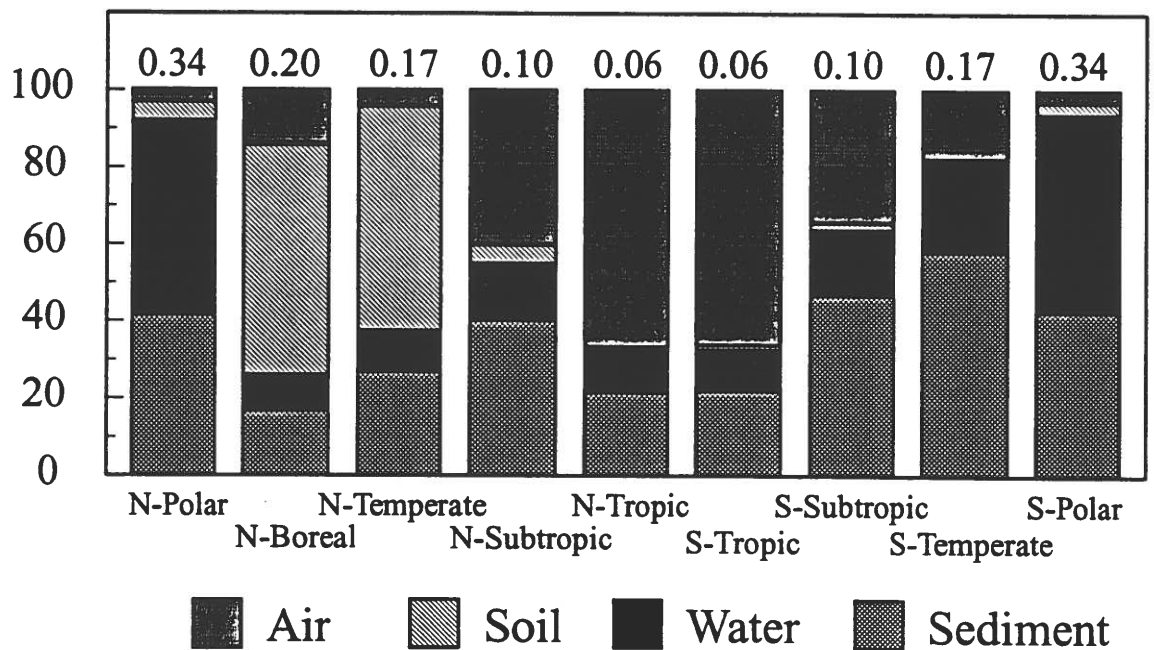 0.34 0.20 0.17 0.10 0.06 0.06 0.10 0.17 0.34
100
80
60
40
20
0
N-Polar N-Temperate N-Tropic S-Subtropic S-Polar
N-Boreal N-Subtropic S-Tropic S-Temperate
Air Soil Water Sediment